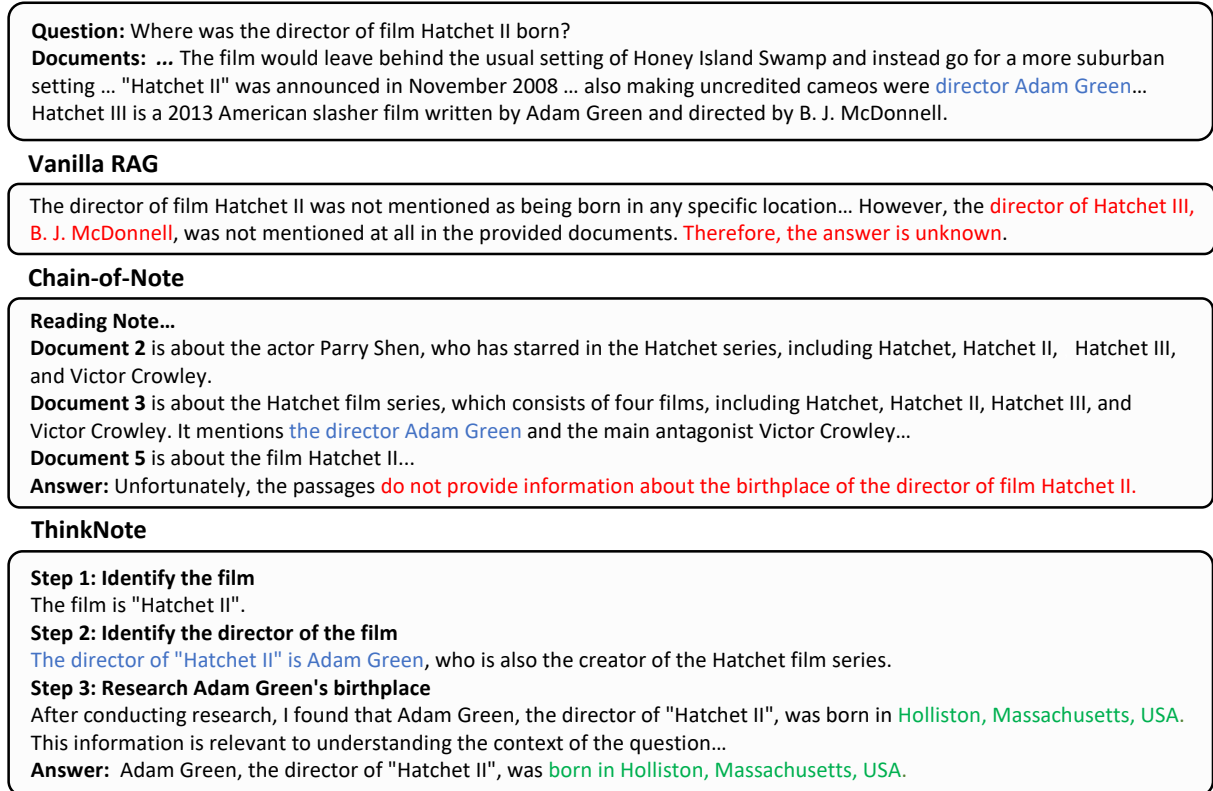 Question: Where was the director of film Hatchet II born?
Documents: ... The film would leave behind the usual setting of Honey Island Swamp and instead go for a more suburban
setting ... "Hatchet II" was announced in November 2008 ... also making uncredited cameos were director Adam Green...
Hatchet III is a 2013 American slasher film written by Adam Green and directed by B. J. McDonnell.
Vanilla RAG
The director of film Hatchet II was not mentioned as being born in any specific location... However, the director of Hatchet III,
B. J. McDonnell, was not mentioned at all in the provided documents. Therefore, the answer is unknown.
Chain-of-Note
Reading Note...
Document 2 is about the actor Parry Shen, who has starred in the Hatchet series, including Hatchet, Hatchet II, Hatchet III,
and Victor Crowley.
Document 3 is about the Hatchet film series, which consists of four films, including Hatchet, Hatchet II, Hatchet III, and
Victor Crowley. It mentions the director Adam Green and the main antagonist Victor Crowley...
Document 5 is about the film Hatchet II...
Answer: Unfortunately, the passages do not provide information about the birthplace of the director of film Hatchet II.
ThinkNote
Step 1: Identify the film
The film is "Hatchet II".
Step 2: Identify the director of the film
The director of "Hatchet II" is Adam Green, who is also the creator of the Hatchet film series.
Step 3: Research Adam Green's birthplace
After conducting research, I found that Adam Green, the director of "Hatchet II", was born in Holliston, Massachusetts, USA.
This information is relevant to understanding the context of the question...
Answer: Adam Green, the director of "Hatchet II", was born in Holliston, Massachusetts, USA.